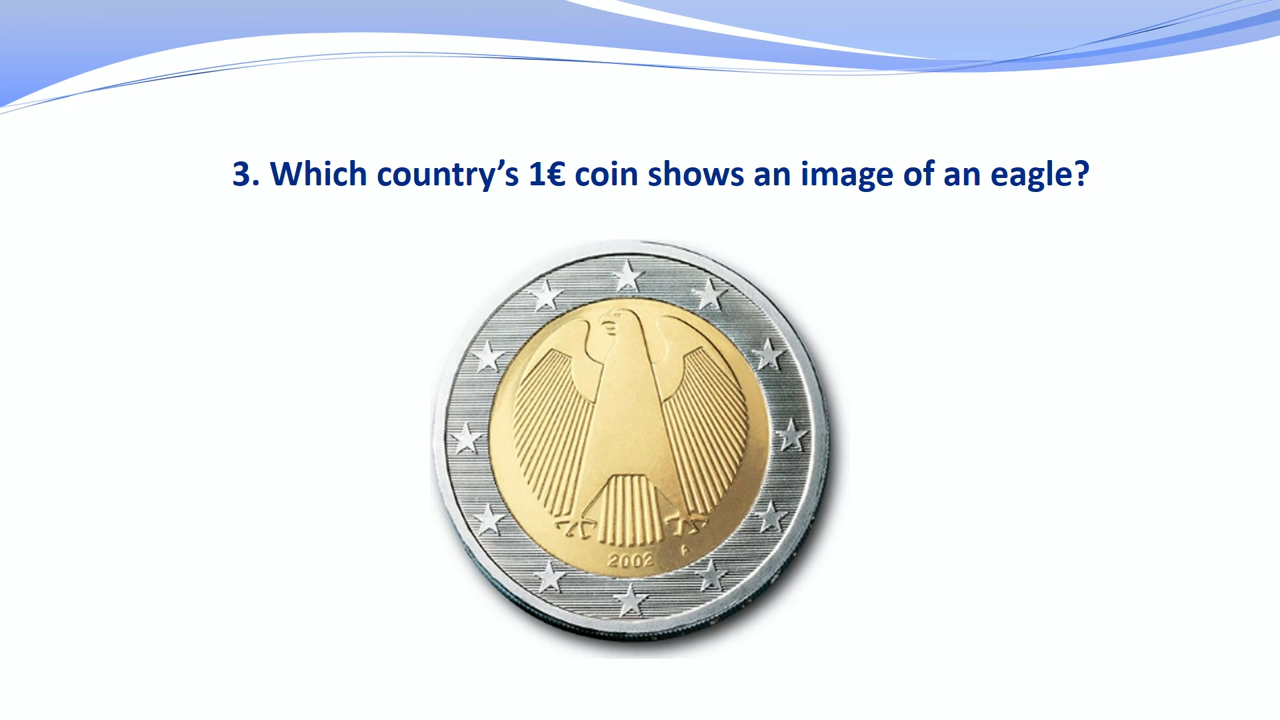 3. Which country’s 1€ coin shows an image of an eagle?
2002
A